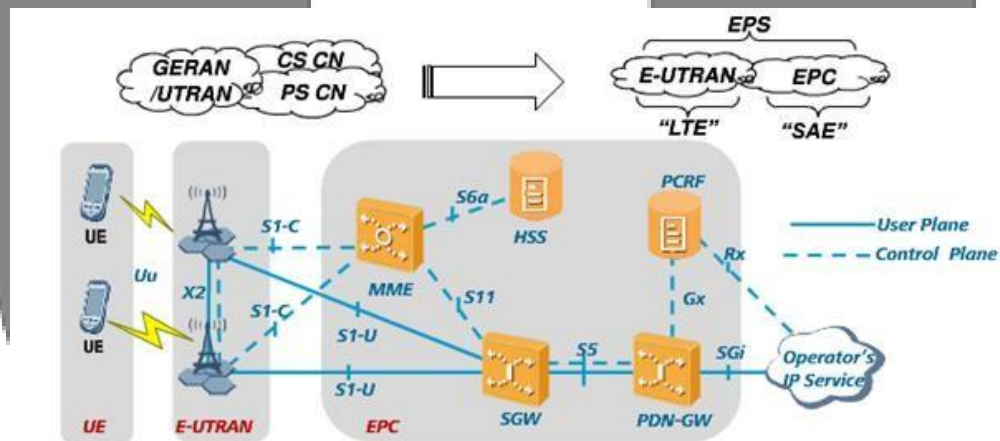 EPS
GERAN
/UTRAN
CS CN
PS CN
E-UTRAN
EPC
“LTE”
“SAE”
UE
UE
Uu
X2
S1-C
S1-C
S1-U
S1-U
MME
S6a
HSS
S11
SGW
S5
PCRF
Gx
Rx
PDN-GW
SGi
Operator's
IP Service
User Plane
Control Plane
UE
E-UTRAN
EPC